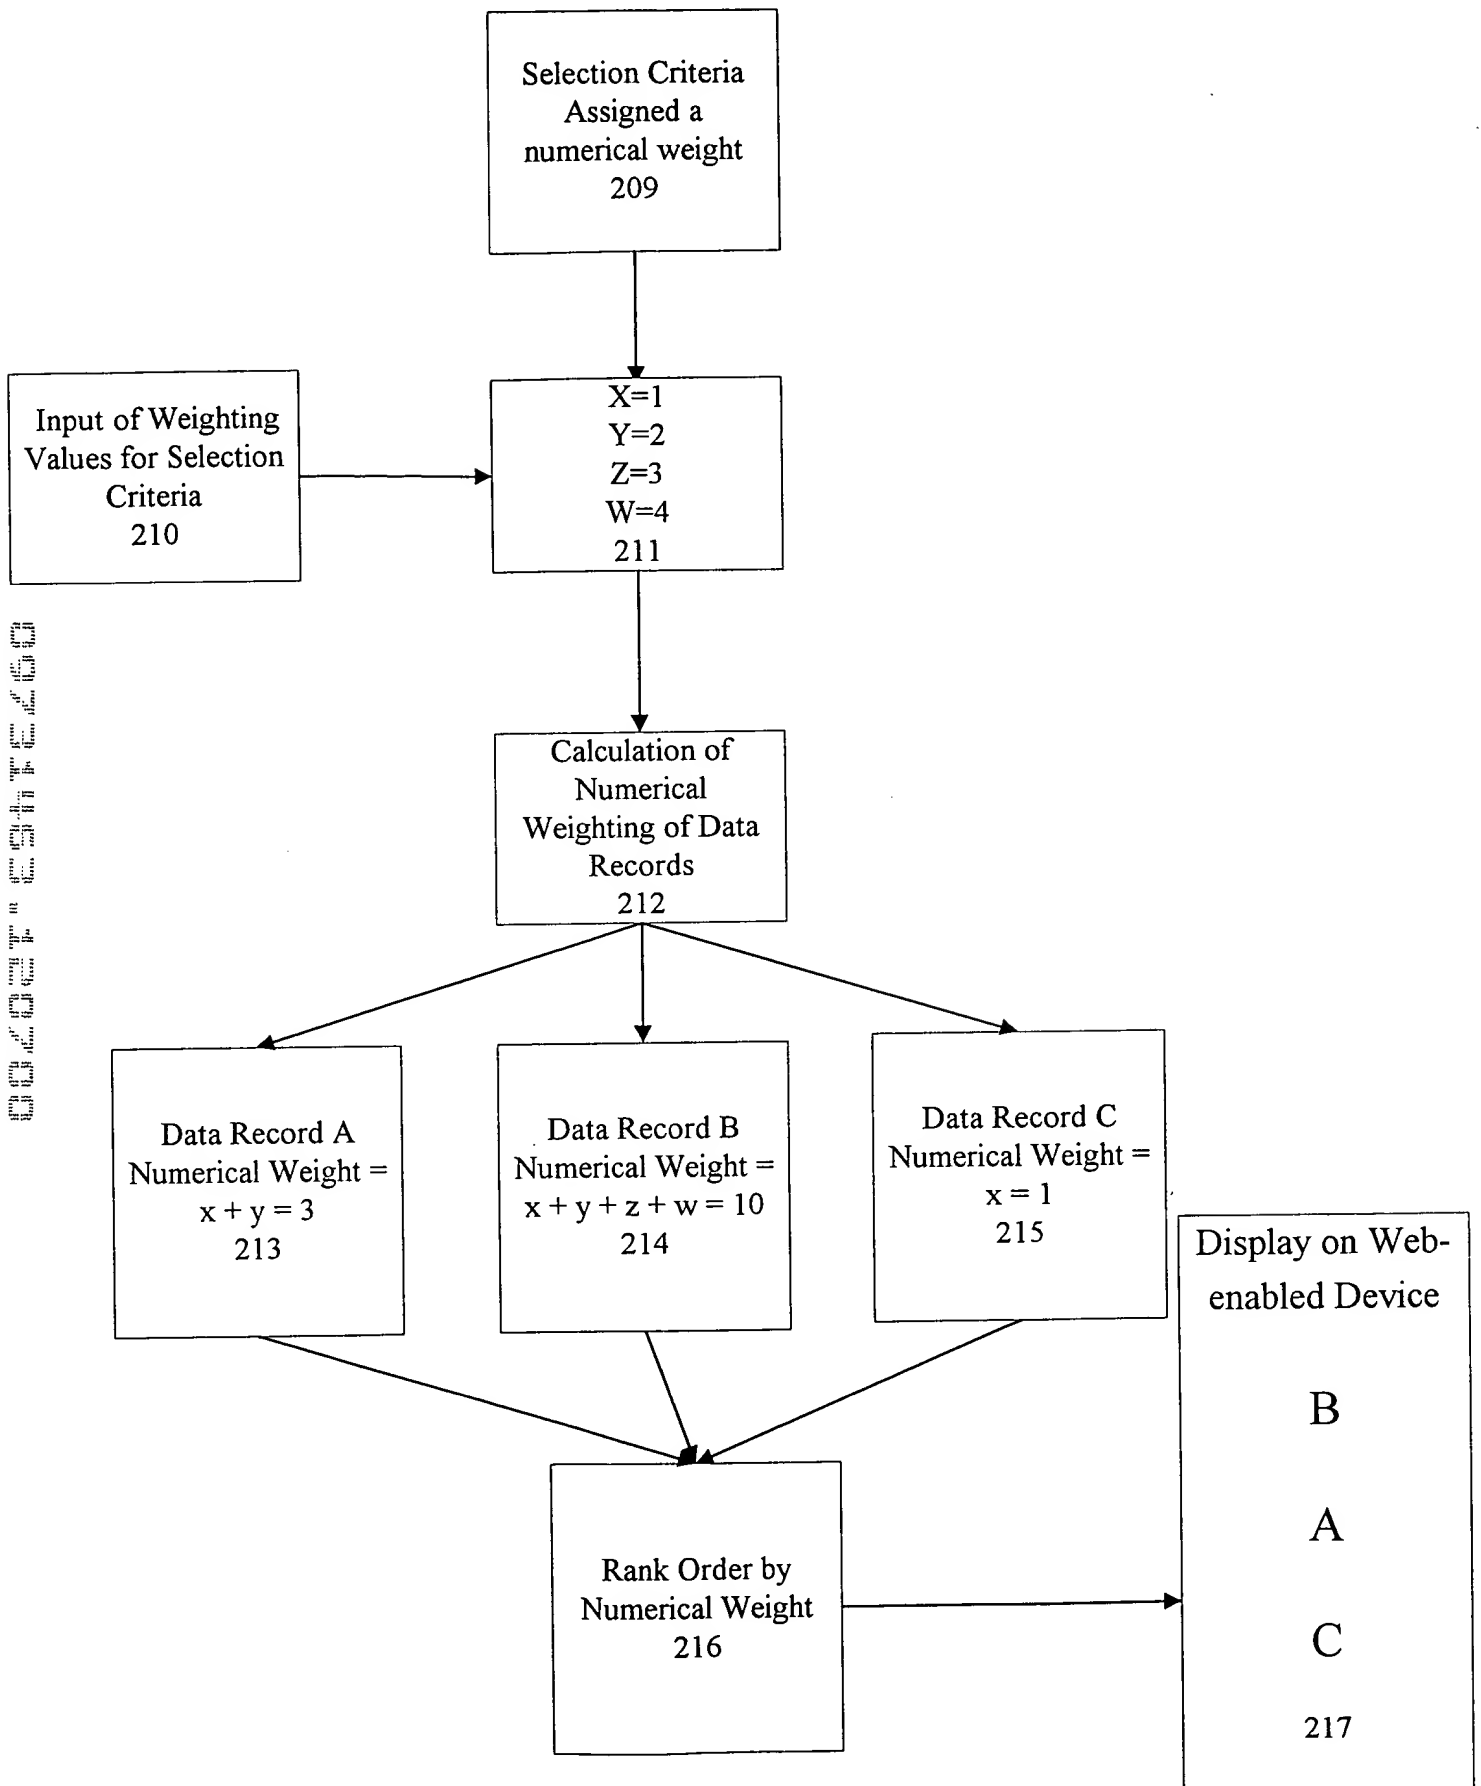 Selection Criteria
Assigned a
numerical weight
209
Input of Weighting
Values for Selection
Criteria
210
X=1
Y=2
Z=3
W=4
211
Calculation of
Numerical
Weighting of Data
Records
212
Data Record A
Numerical Weight =
x + y = 3
213
Data Record B
Numerical Weight =
x + y + z + w = 10
214
Data Record C
Numerical Weight =
x = 1
215
Rank Order by
Numerical Weight
216
Display on Web-
enabled Device
B
A
C
217
09731453.120700